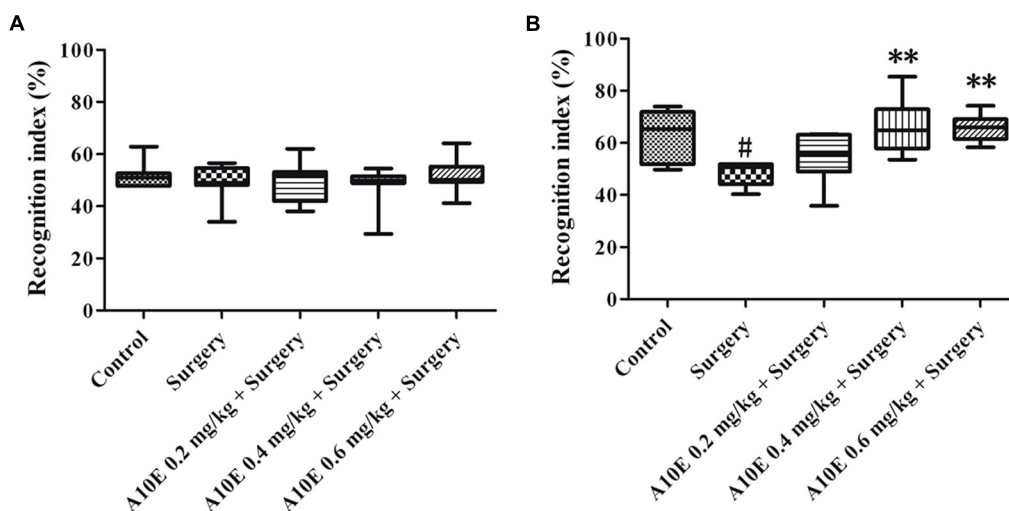 A
Recognition index (%)
100
80
60
40
20
0
Control
Surgery
A10E 0.2 mg/kg + Surgery
A10E 0.4 mg/kg + Surgery
A10E 0.6 mg/kg + Surgery
B
Recognition index (%)
100
80
60
40
20
0
#
**
**
Control
Surgery
A10E 0.2 mg/kg + Surgery
A10E 0.4 mg/kg + Surgery
A10E 0.6 mg/kg + Surgery